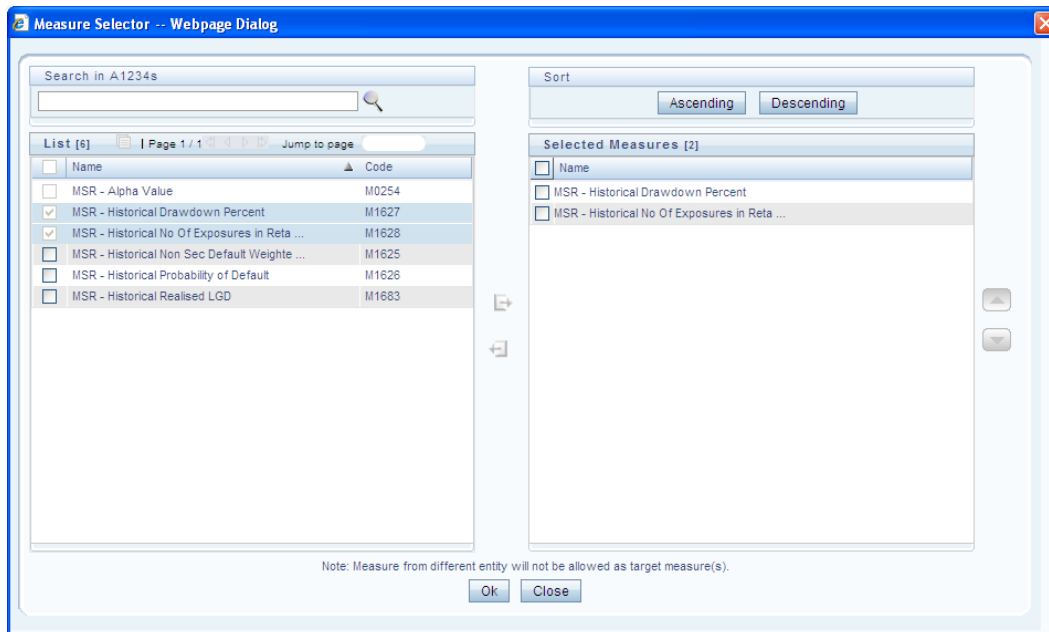 Measure Selector -- Webpage Dialog
Search in A1234s
Sort
Ascending Descending
List [6] | Page 1 / 1 Jump to page
Name Code
MSR - Alpha Value M0254
MSR - Historical Drawdown Percent M1627
MSR - Historical No Of Exposures in Reta ... M1628
MSR - Historical Non Sec Default Weighte ... M1625
MSR - Historical Probability of Default M1626
MSR - Historical Realised LGD M1683
Selected Measures [2]
Name
MSR - Historical Drawdown Percent
MSR - Historical No Of Exposures in Reta ...
Note: Measure from different entity will not be allowed as target measure(s).
Ok Close